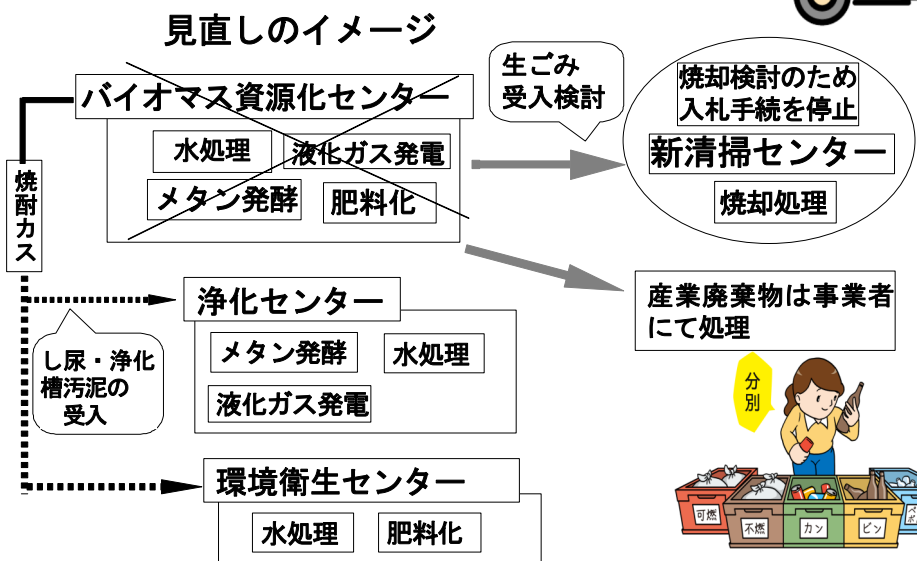 見直しのイメージ
バイオマス資源化センター
水処理
液化ガス発電
メタン発酵
肥料化
生ごみ
受入検討
焼却検討のため
入札手続を停止
新清掃センター
焼却処理
焼酎カス
浄化センター
メタン発酵
水処理
液化ガス発電
し尿・浄化
槽汚泥の
受入
産業廃棄物は事業者
にて処理
分別
可燃
不燃
カン
ビン
環境衛生センター
水処理
肥料化